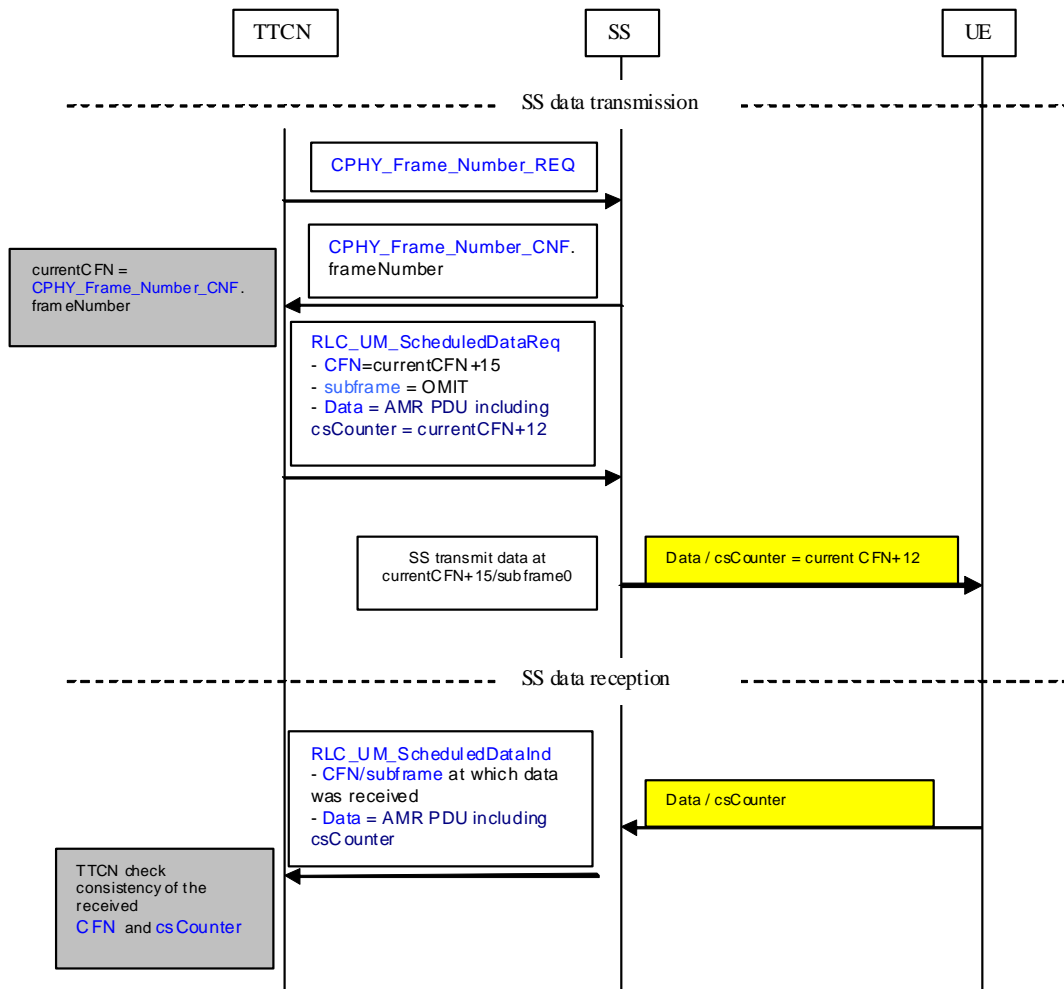 TTCN
SS
UE
SS data transmission
CPHY_Frame_Number_REQ
CPHY_Frame_Number_CNF.
frameNumber
currentCFN =
CPHY_Frame_Number_CNF.
frameNumber
RLC_UM_ScheduledDataReq
- CFN=currentCFN+15
- subframe = OMIT
- Data = AMR PDU including
csCounter = currentCFN+12
SS transmit data at
currentCFN+15/subframe0
Data / csCounter = current CFN+12
SS data reception
RLC_UM_ScheduledDataInd
- CFN/subframe at which data
was received
- Data = AMR PDU including
csCounter
Data / csCounter
TTCN check
consistency of the
received
CFN and csCounter